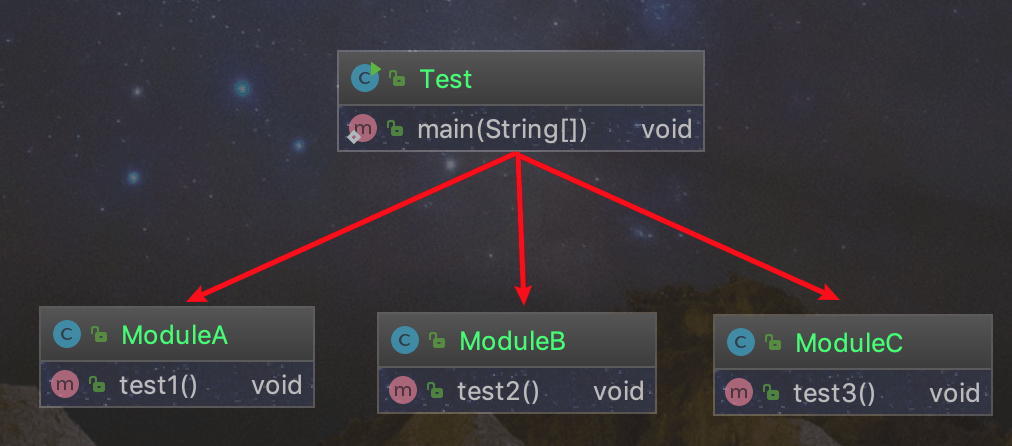 C Test
m main(String[]) void
C ModuleA
m test1() void
C ModuleB
m test2() void
C ModuleC
m test3() void